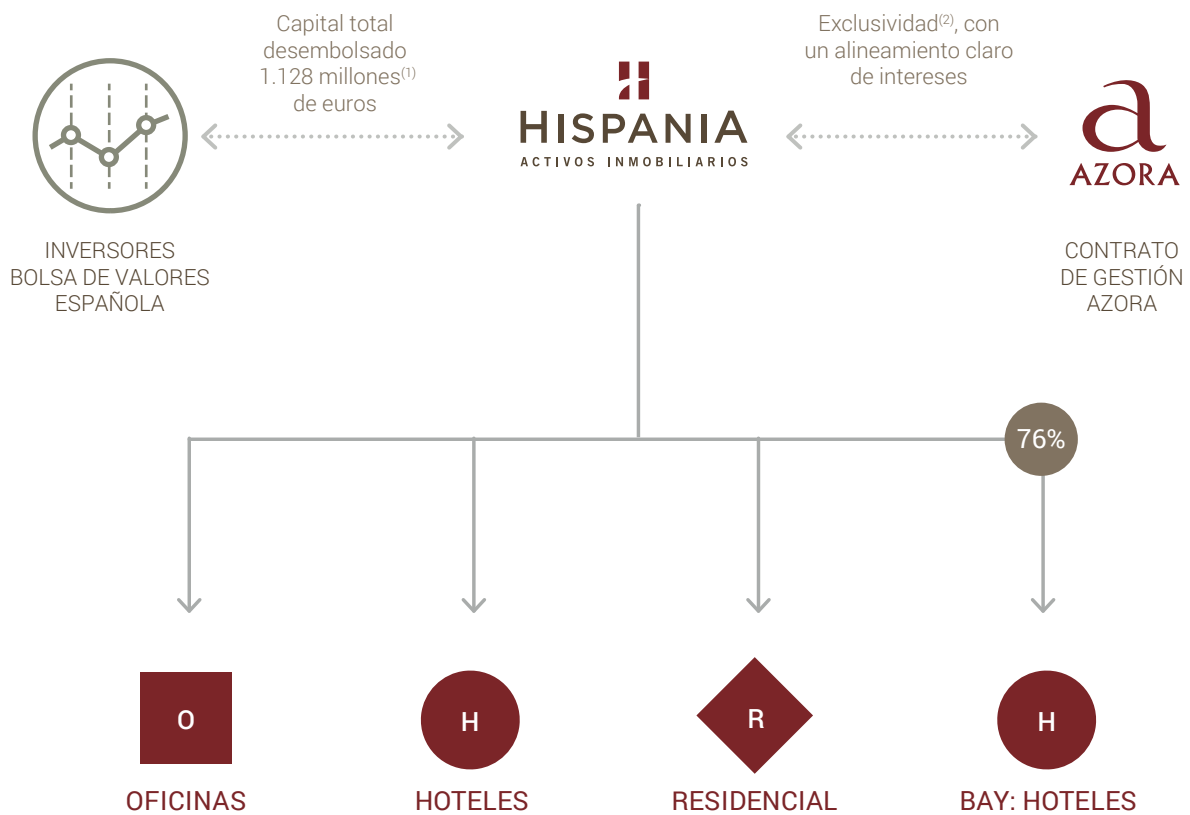 Capital total
desembolsado
1.128 millones(1)
de euros
Exclusividad(2), con
un alineamiento claro
de intereses
HISPANIA
ACTIVOS INMOBILIARIOS
a
AZORA
INVERSORES
BOLSA DE VALORES
ESPAÑOLA
CONTRATO
DE GESTIÓN
AZORA
76%
O
H
R
H
OFICINAS
HOTELES
RESIDENCIAL
BAY: HOTELES